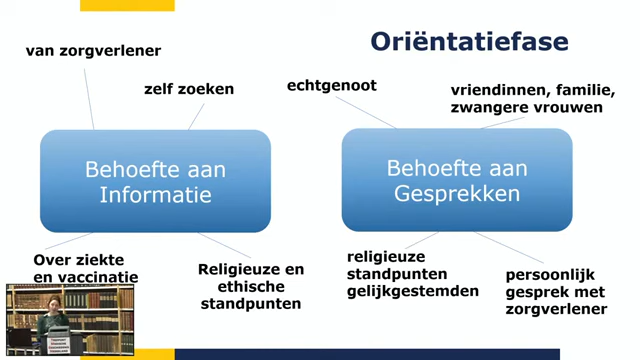 Oriëntatiefase
van zorgverlener
zelf zoeken
Behoefte aan
Informatie
Over ziekte
en vaccinatie
Religieuze en
ethische
standpunten
echtgenoot
vriendinnen, familie,
zwangere vrouwen
Behoefte aan
Gesprekken
religieuze
standpunten
gelijkgestemden
persoonlijk
gesprek met
zorgverlener